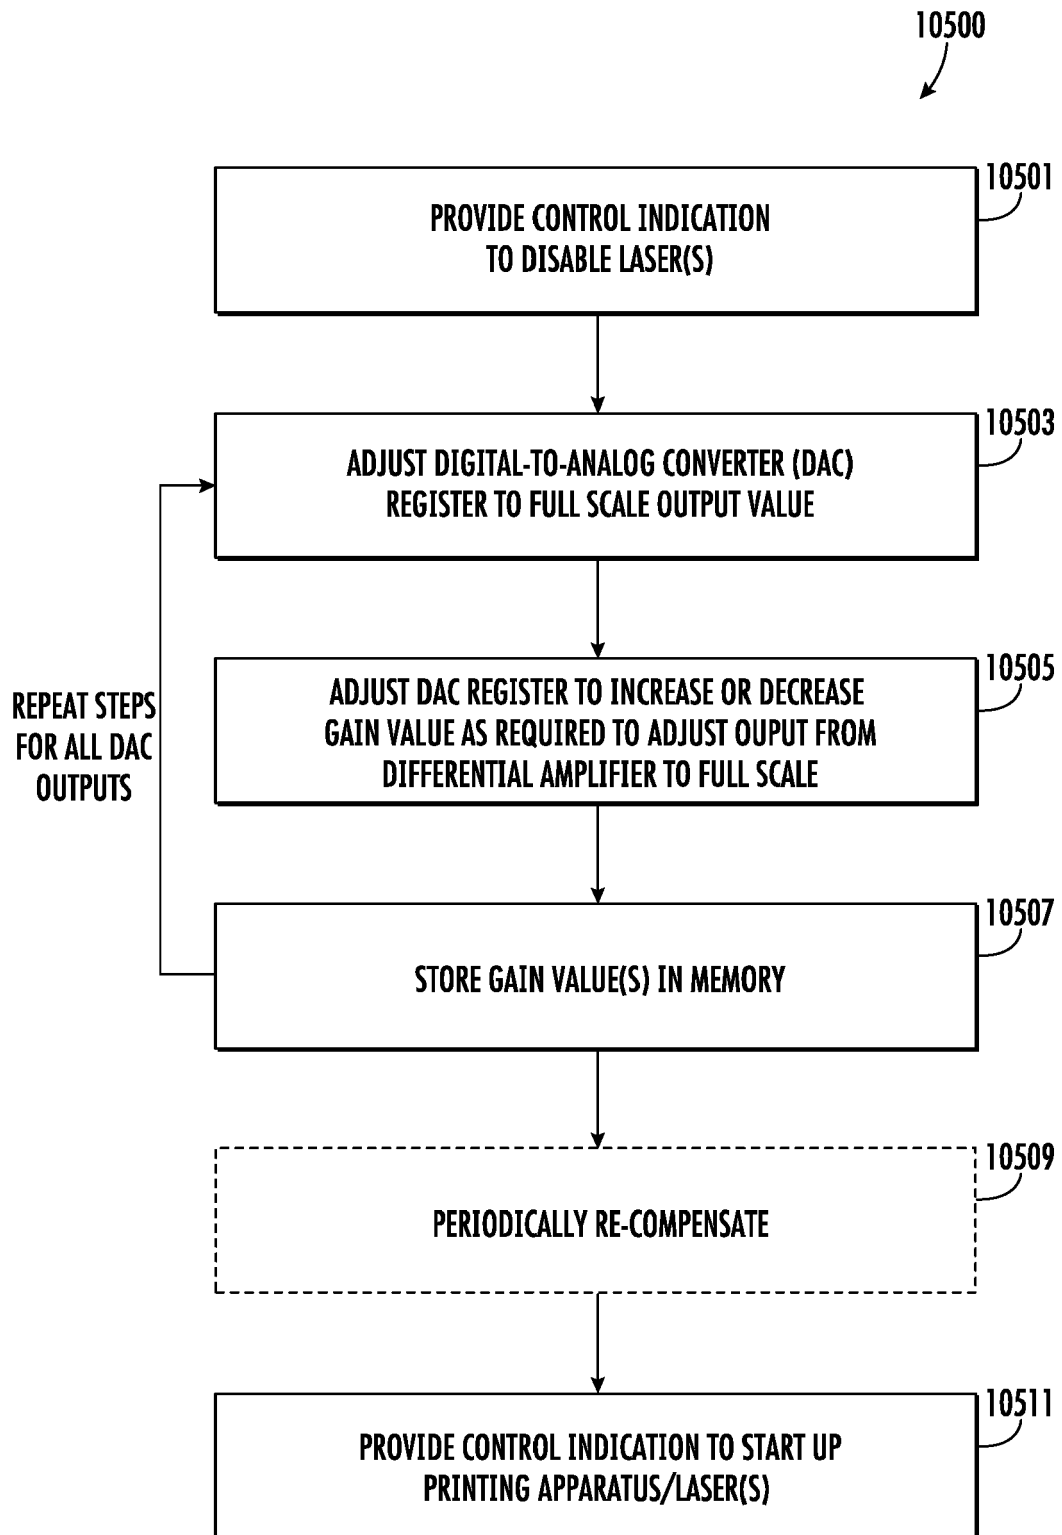 10500
10501
PROVIDE CONTROL INDICATION
TO DISABLE LASER(S)
10503
ADJUST DIGITAL-TO-ANALOG CONVERTER (DAC)
REGISTER TO FULL SCALE OUTPUT VALUE
10505
ADJUST DAC REGISTER TO INCREASE OR DECREASE
GAIN VALUE AS REQUIRED TO ADJUST OUPUT FROM
DIFFERENTIAL AMPLIFIER TO FULL SCALE
REPEAT STEPS
FOR ALL DAC
OUTPUTS
10507
STORE GAIN VALUE(S) IN MEMORY
10509
PERIODICALLY RE-COMPENSATE
10511
PROVIDE CONTROL INDICATION TO START UP
PRINTING APPARATUS/LASER(S)